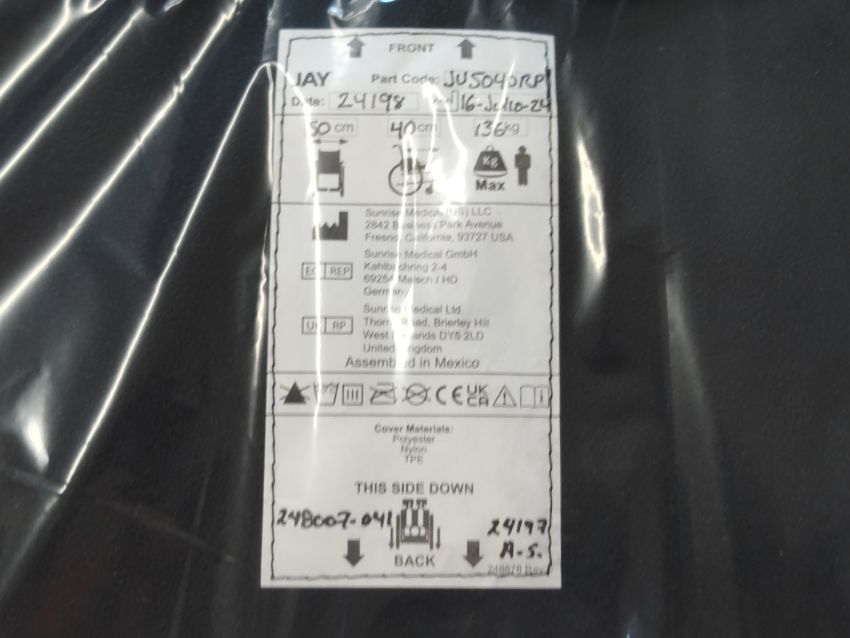 FRONT
JAY Part Code: JU5040RP
Date: 24198 16-Julio-24
50 cm 40 cm 136 kg
Kg
Max
Sunrise Medical (US) LLC
2842 Business Park Avenue
Fresno, California, 93727 USA
Sunrise Medical GmbH
EC REP
Kahlbachring 2-4
69254 Malsch / HD
Germany
Sunrise Medical Ltd.
UK RP
Road, Brierley Hill
West DY5 2LD
United Kingdom
Assembled in Mexico
CE UK CA
Cover Materials:
Polyester
Nylon
TPE
THIS SIDE DOWN
248007-041 24197
A-S.
BACK